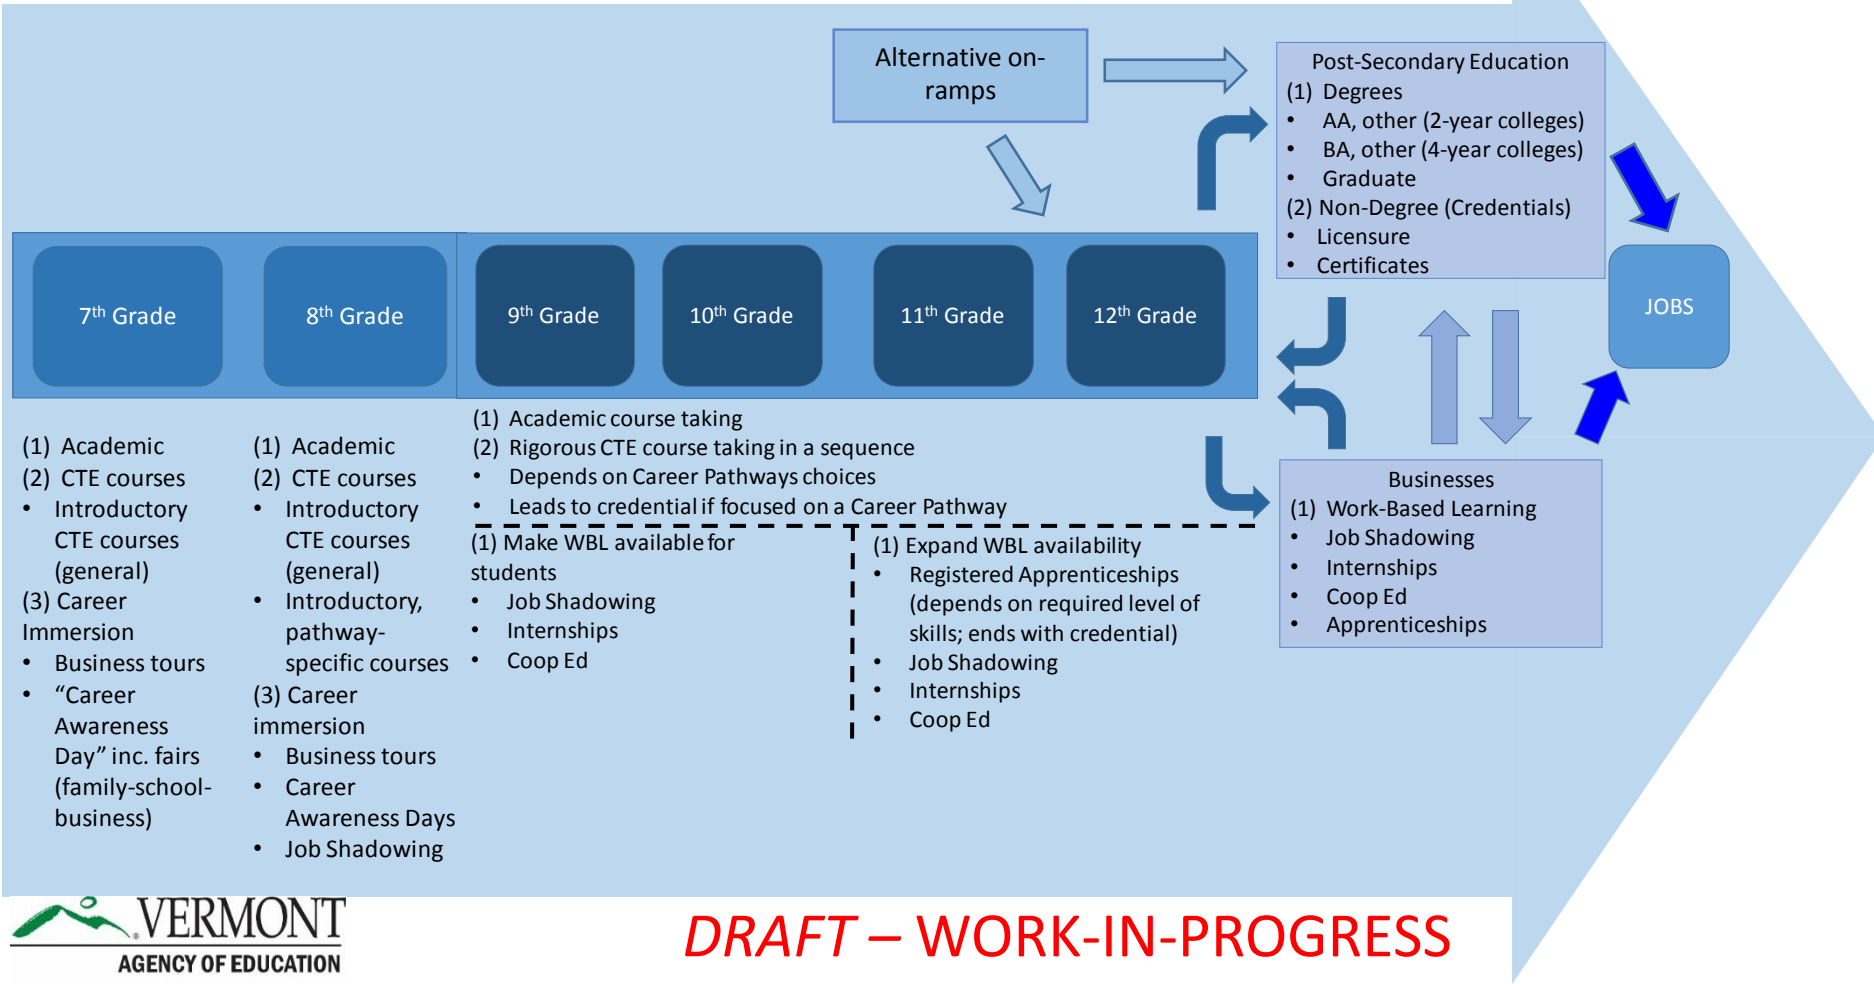 Alternative on-
ramps
Post-Secondary Education
(1) Degrees
• AA, other (2-year colleges)
• BA, other (4-year colleges)
• Graduate
(2) Non-Degree (Credentials)
• Licensure
• Certificates
7th Grade
8th Grade
9th Grade
10th Grade
11th Grade
12th Grade
JOBS
(1) Academic
(2) CTE courses
• Introductory
CTE courses
(general)
(3) Career
Immersion
• Business tours
• “Career
Awareness
Day” inc. fairs
(family-school-
business)
(1) Academic
(2) CTE courses
• Introductory
CTE courses
(general)
• Introductory,
pathway-
specific courses
(3) Career
immersion
• Business tours
• Career
Awareness Days
• Job Shadowing
(1) Academic course taking
(2) Rigorous CTE course taking in a sequence
• Depends on Career Pathways choices
• Leads to credential if focused on a Career Pathway
(1) Make WBL available for
students
• Job Shadowing
• Internships
• Coop Ed
(1) Expand WBL availability
• Registered Apprenticeships
(depends on required level of
skills; ends with credential)
• Job Shadowing
• Internships
• Coop Ed
Businesses
(1) Work-Based Learning
• Job Shadowing
• Internships
• Coop Ed
• Apprenticeships
VERMONT
AGENCY OF EDUCATION
DRAFT – WORK-IN-PROGRESS